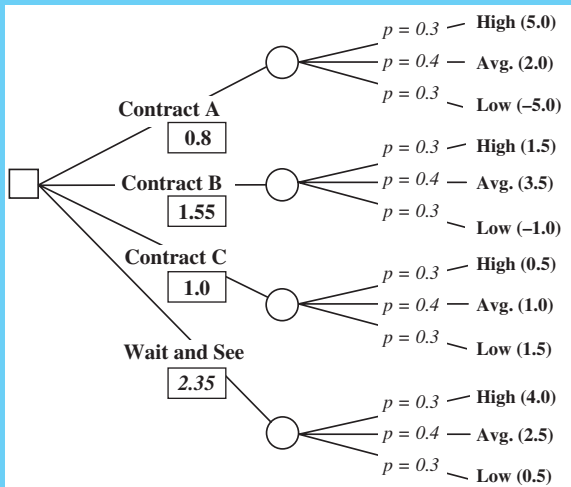 p = 0.3 High (5.0)
p = 0.4 Avg. (2.0)
p = 0.3 Low (–5.0)
Contract A
0.8
p = 0.3 High (1.5)
p = 0.4 Avg. (3.5)
p = 0.3 Low (–1.0)
Contract B
1.55
p = 0.3 High (0.5)
p = 0.4 Avg. (1.0)
p = 0.3 Low (1.5)
Contract C
1.0
p = 0.3 High (4.0)
p = 0.4 Avg. (2.5)
p = 0.3 Low (0.5)
Wait and See
2.35